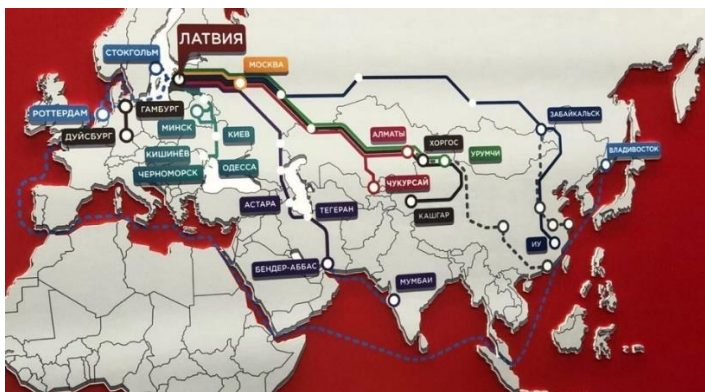 ЛАТВИЯ
СТОКГОЛЬМ
МОСКВА
РОТТЕРДАМ
ГАМБУРГ
ДУЙСБУРГ
МИНСК
КИЕВ
КИШИНЁВ
ОДЕССА
ЧЕРНОМОРСК
АЛМАТЫ
ХОРГОС
УРУМЧИ
ЗАБАЙКАЛЬСК
ВЛАДИВОСТОК
ЧУКУРСАЙ
КАШГАР
АСТАРА
ТЕГЕРАН
ИУ
БЕНДЕР-АББАС
МУМБАИ